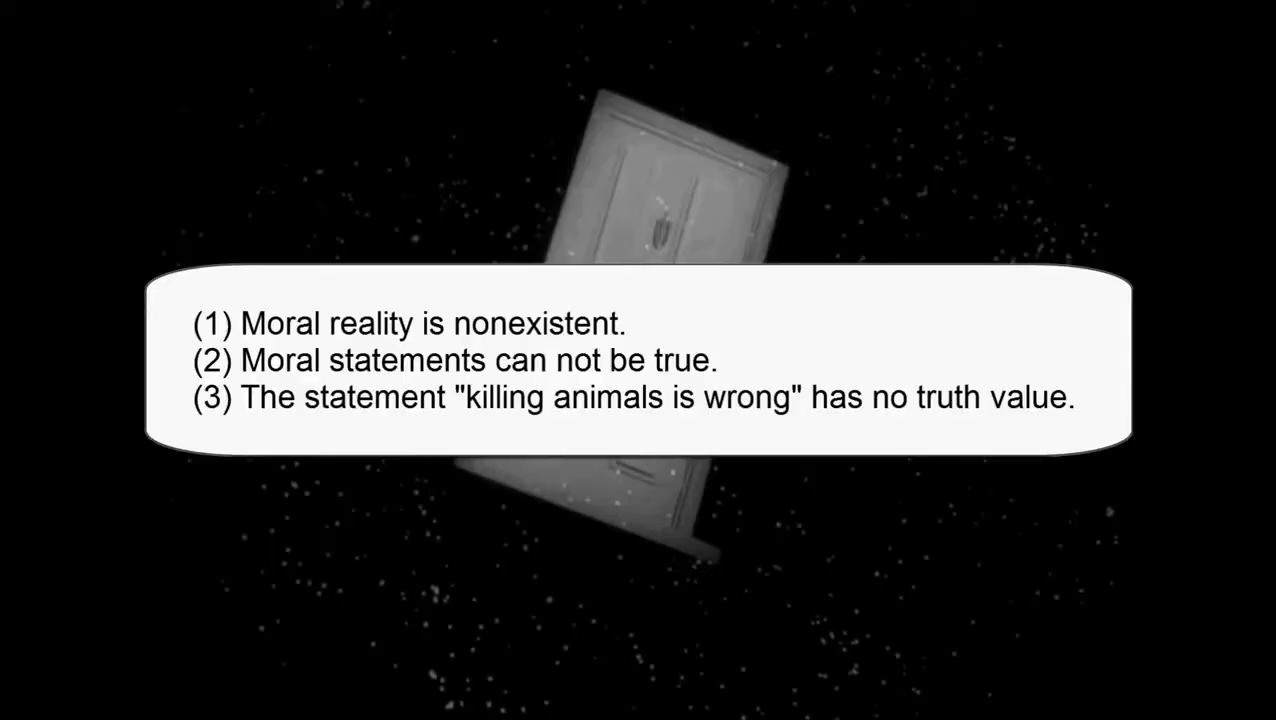 (1) Moral reality is nonexistent.
(2) Moral statements can not be true.
(3) The statement "killing animals is wrong" has no truth value.